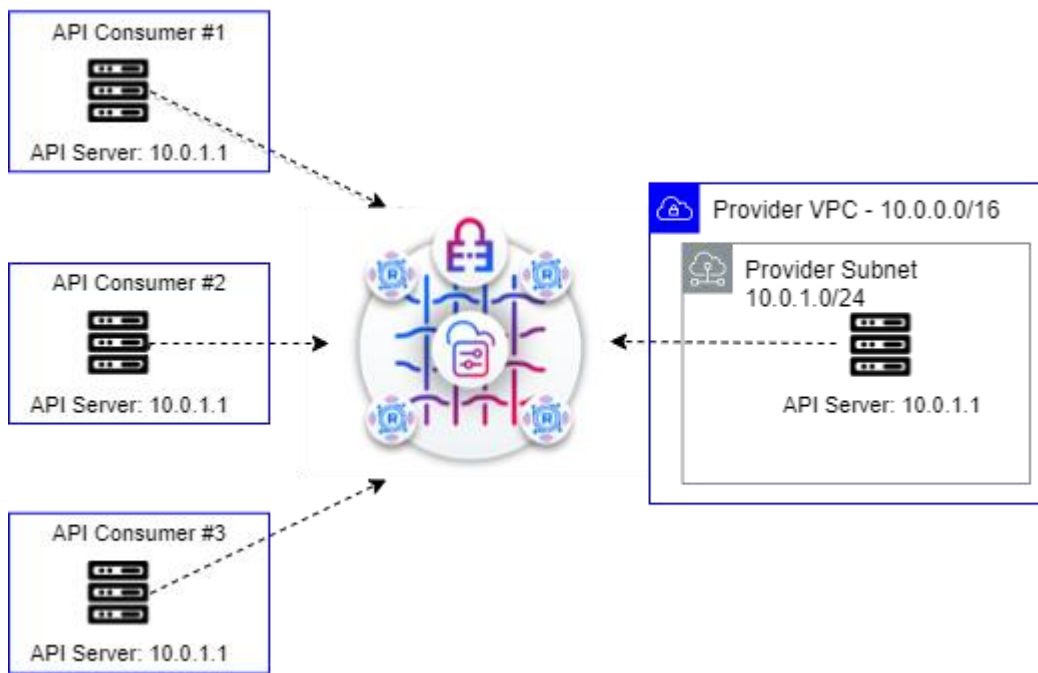 API Consumer #1
API Server: 10.0.1.1
API Consumer #2
API Server: 10.0.1.1
API Consumer #3
API Server: 10.0.1.1
R
R
R
R
Provider VPC - 10.0.0.0/16
Provider Subnet
10.0.1.0/24
API Server: 10.0.1.1